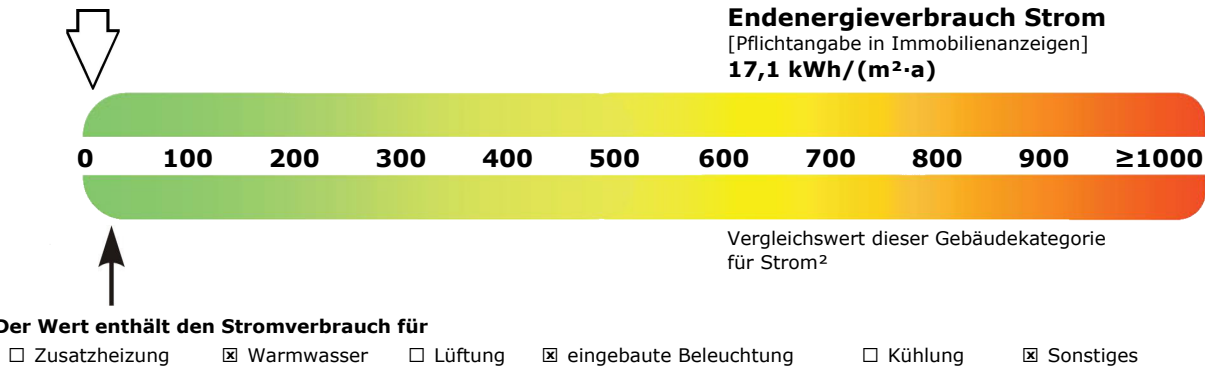 Endenergieverbrauch Strom
[Pflichtangabe in Immobilienanzeigen]
17,1 kWh/(m²·a)
0 100 200 300 400 500 600 700 800 900 ≥1000
Vergleichswert dieser Gebäudekategorie
für Strom²
Der Wert enthält den Stromverbrauch für
☐ Zusatzheizung ☒ Warmwasser ☐ Lüftung ☒ eingebaute Beleuchtung ☐ Kühlung ☒ Sonstiges